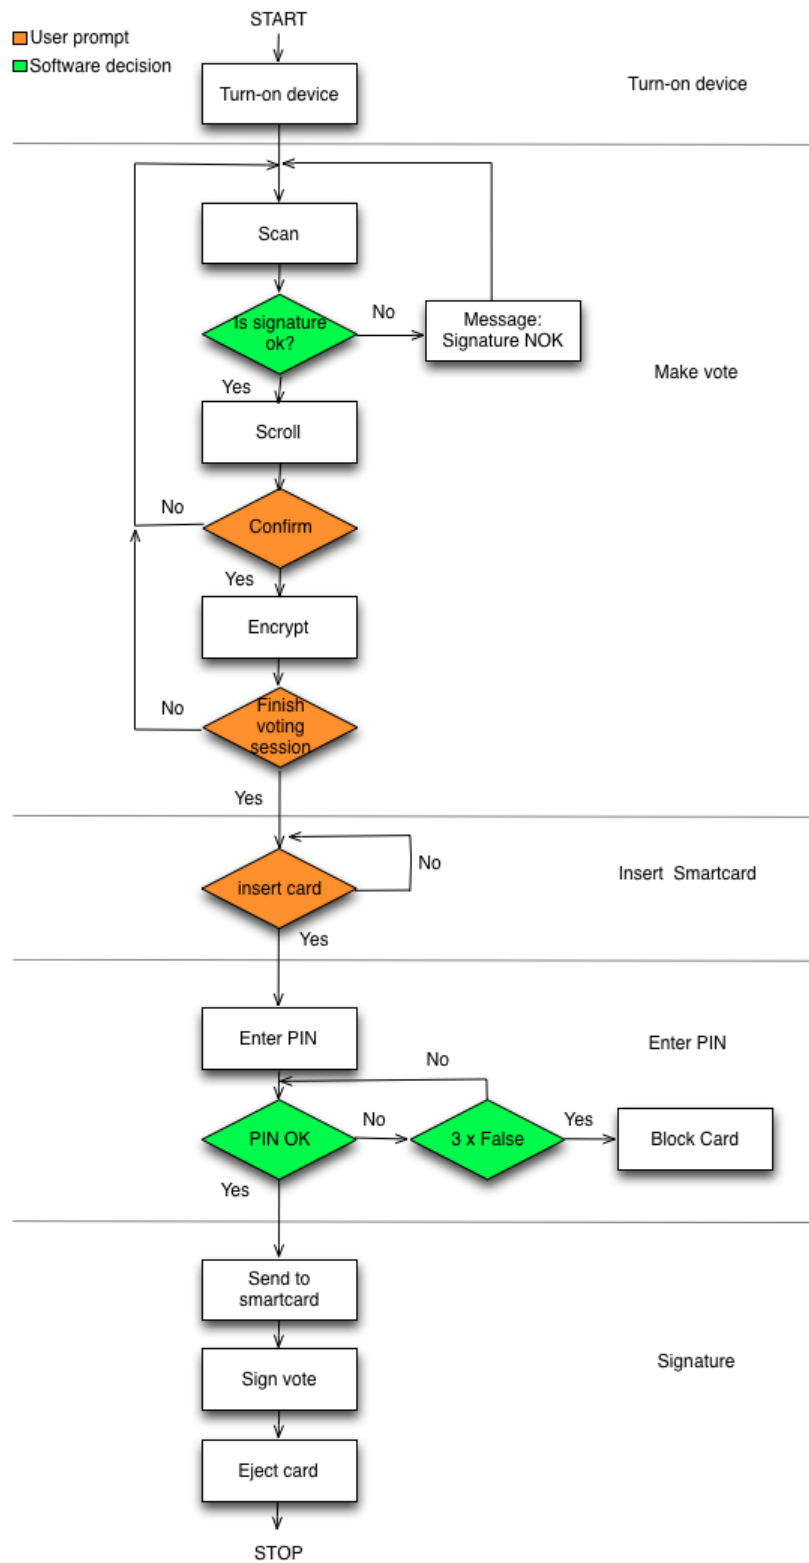 START
User prompt
Software decision
Turn-on device
Turn-on device
Scan
Is signature
ok?
No
Message:
Signature NOK
Make vote
Yes
Scroll
No
Confirm
Yes
Encrypt
No
Finish
voting
session
Yes
insert card
No
Insert Smartcard
Yes
Enter PIN
Enter PIN
No
PIN OK
No
3 x False
Yes
Block Card
Yes
Send to
smartcard
Signature
Sign vote
Eject card
STOP